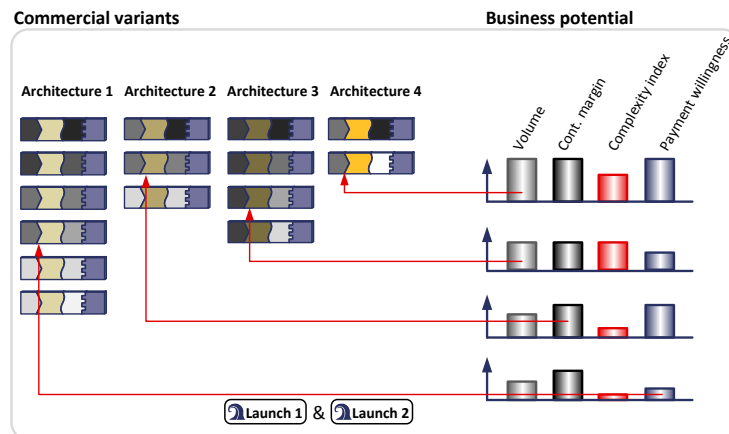 Commercial variants
Business potential
Architecture 1
Architecture 2
Architecture 3
Architecture 4
Volume
Cont. margin
Complexity index
Payment willingness
Launch 1 & Launch 2